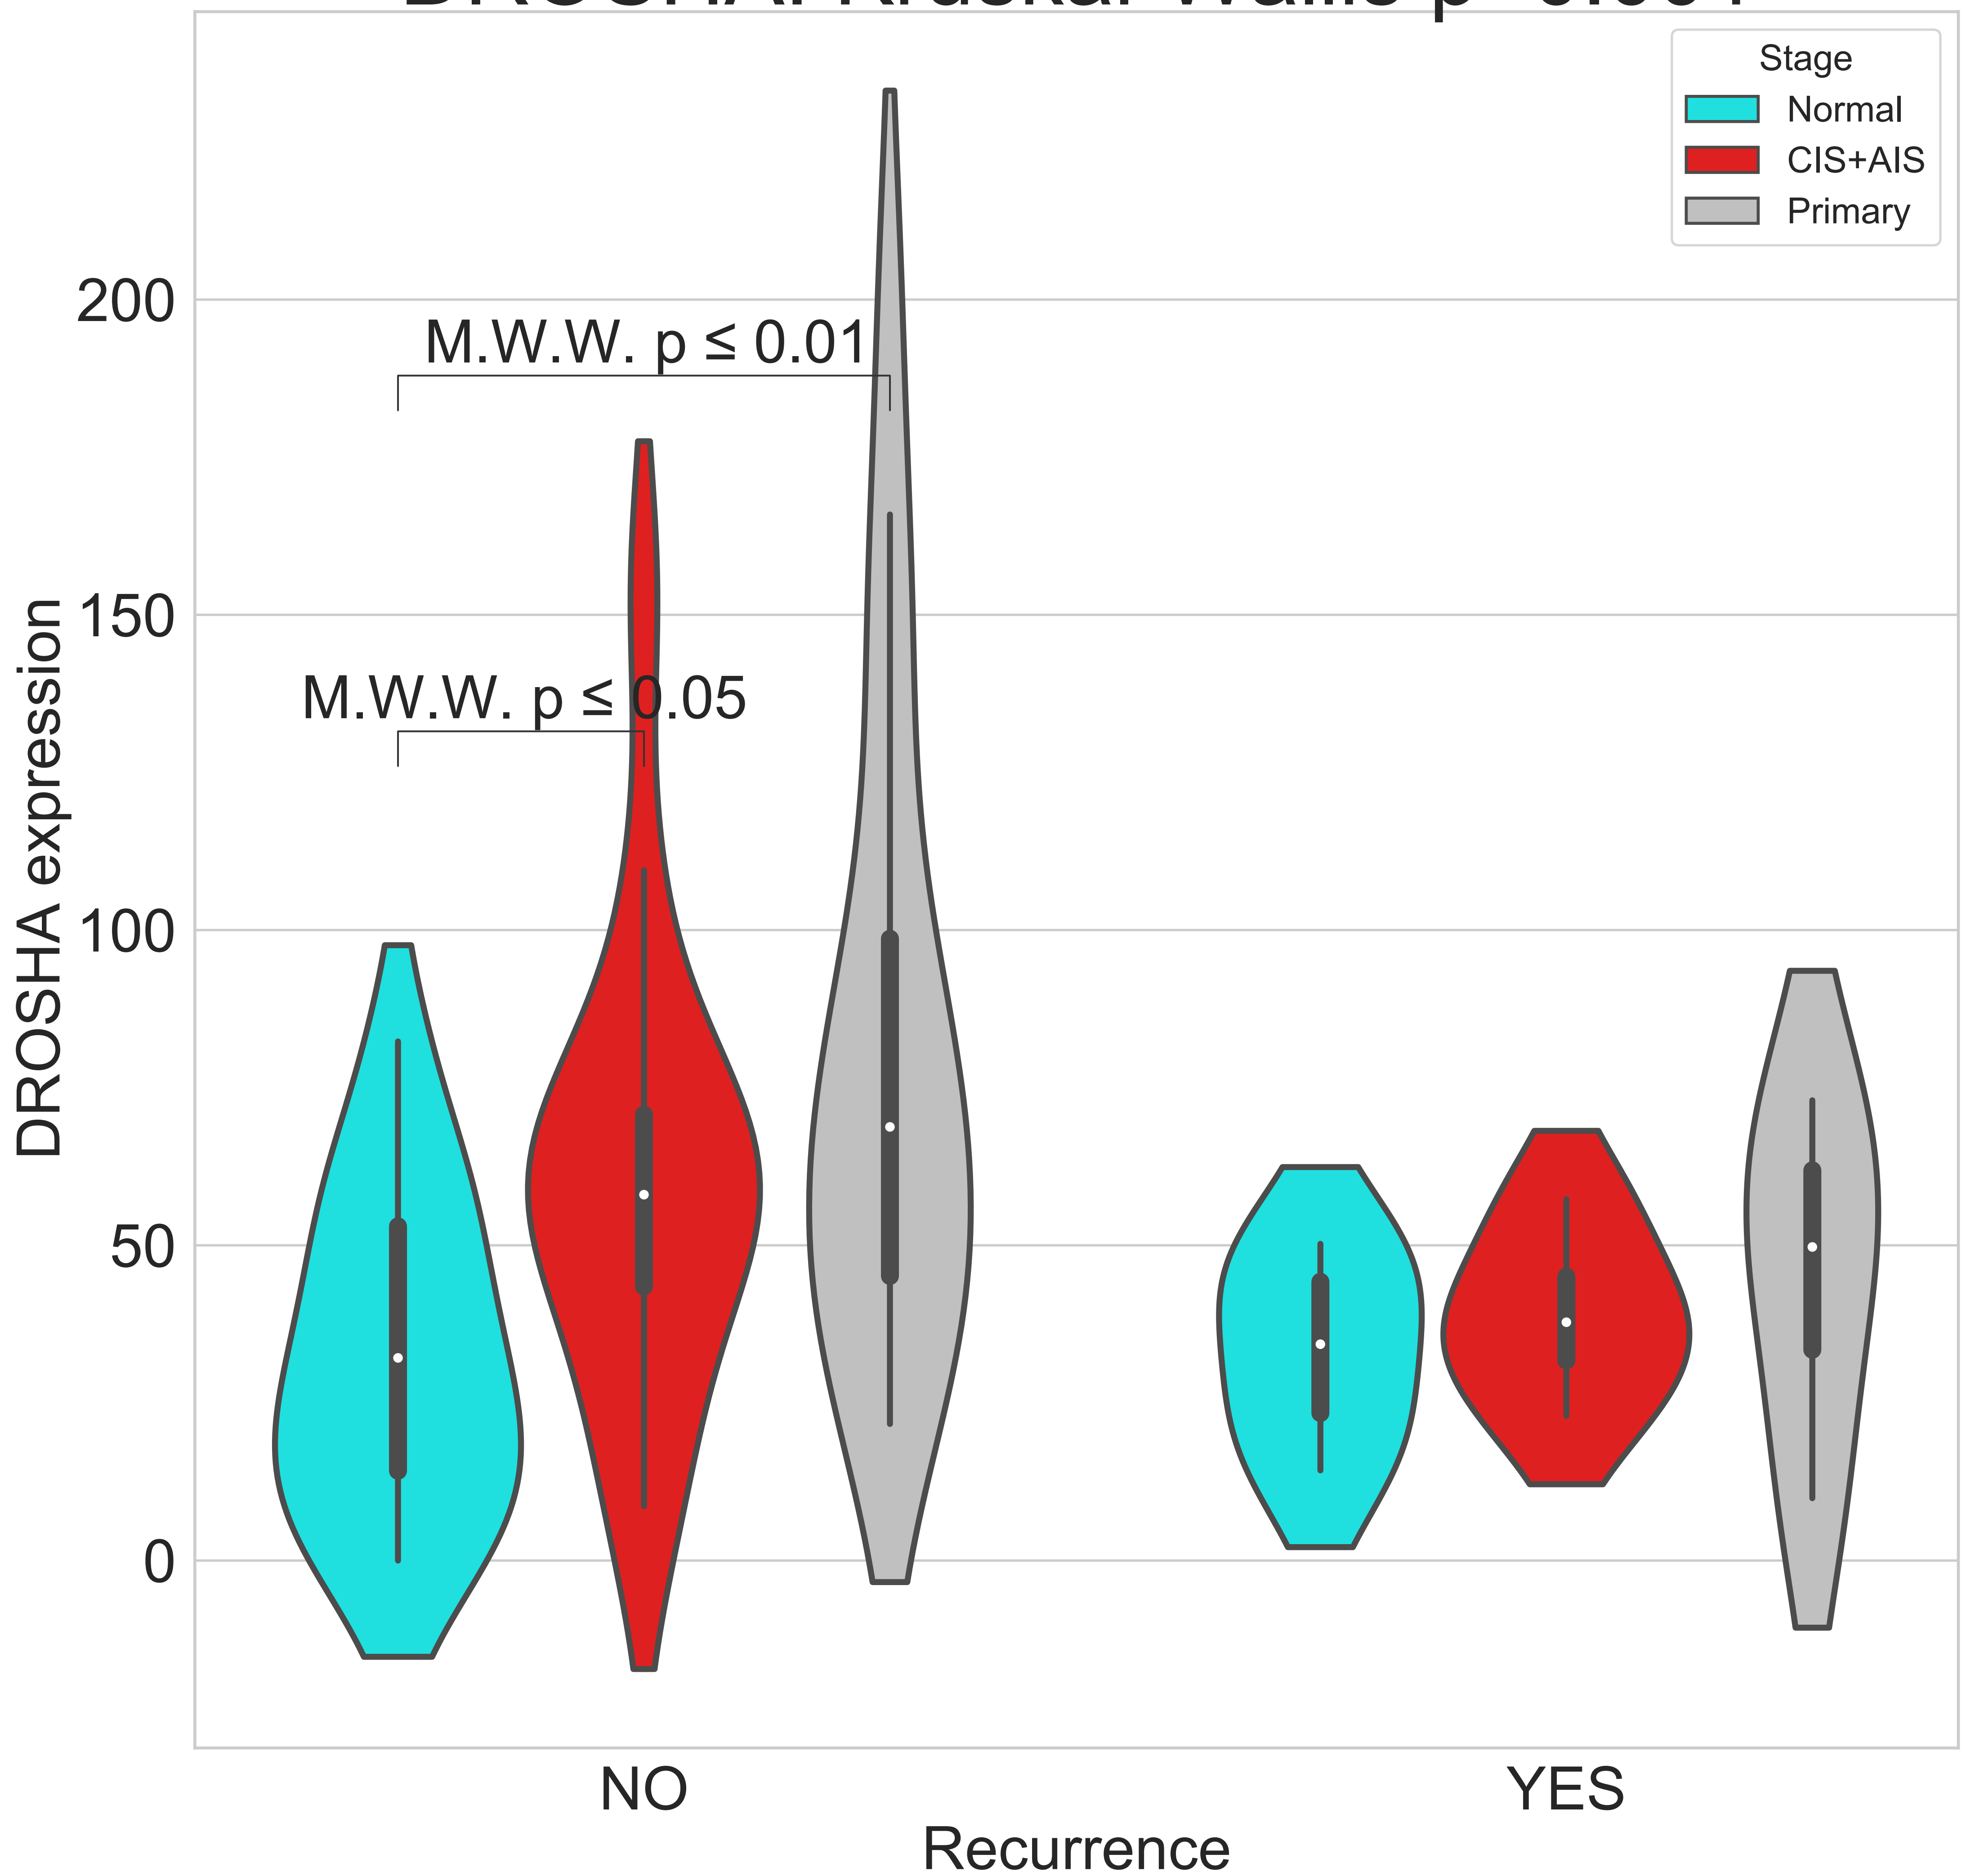 Stage
Normal
CIS+AIS
Primary
200
M.W.W. p ≤ 0.01
150
M.W.W. p ≤ 0.05
100
50
0
DROSHA expression
NO
YES
Recurrence